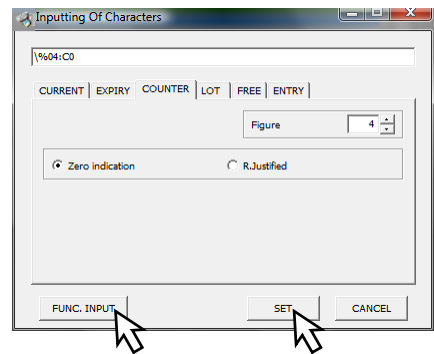 Inputting Of Characters
\%04:C0
CURRENT EXPIRY COUNTER LOT FREE ENTRY
Figure 4
Zero indication R.Justified
FUNC. INPUT SET CANCEL